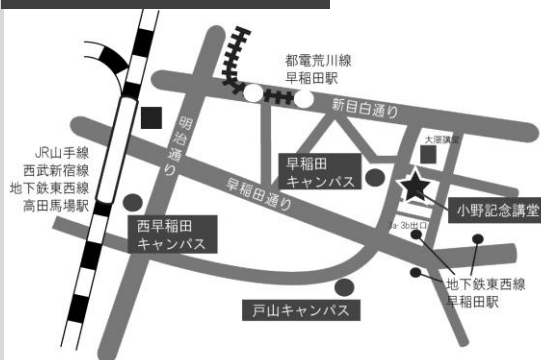 都電荒川線
早稲田駅
新目白通り
明治通り
大隈講堂
JR山手線
西武新宿線
地下鉄東西線
高田馬場駅
早稲田
キャンパス
早稲田通り
小野記念講堂
西早稲田
キャンパス
3a・3b出口
地下鉄東西線
早稲田駅
戸山キャンパス